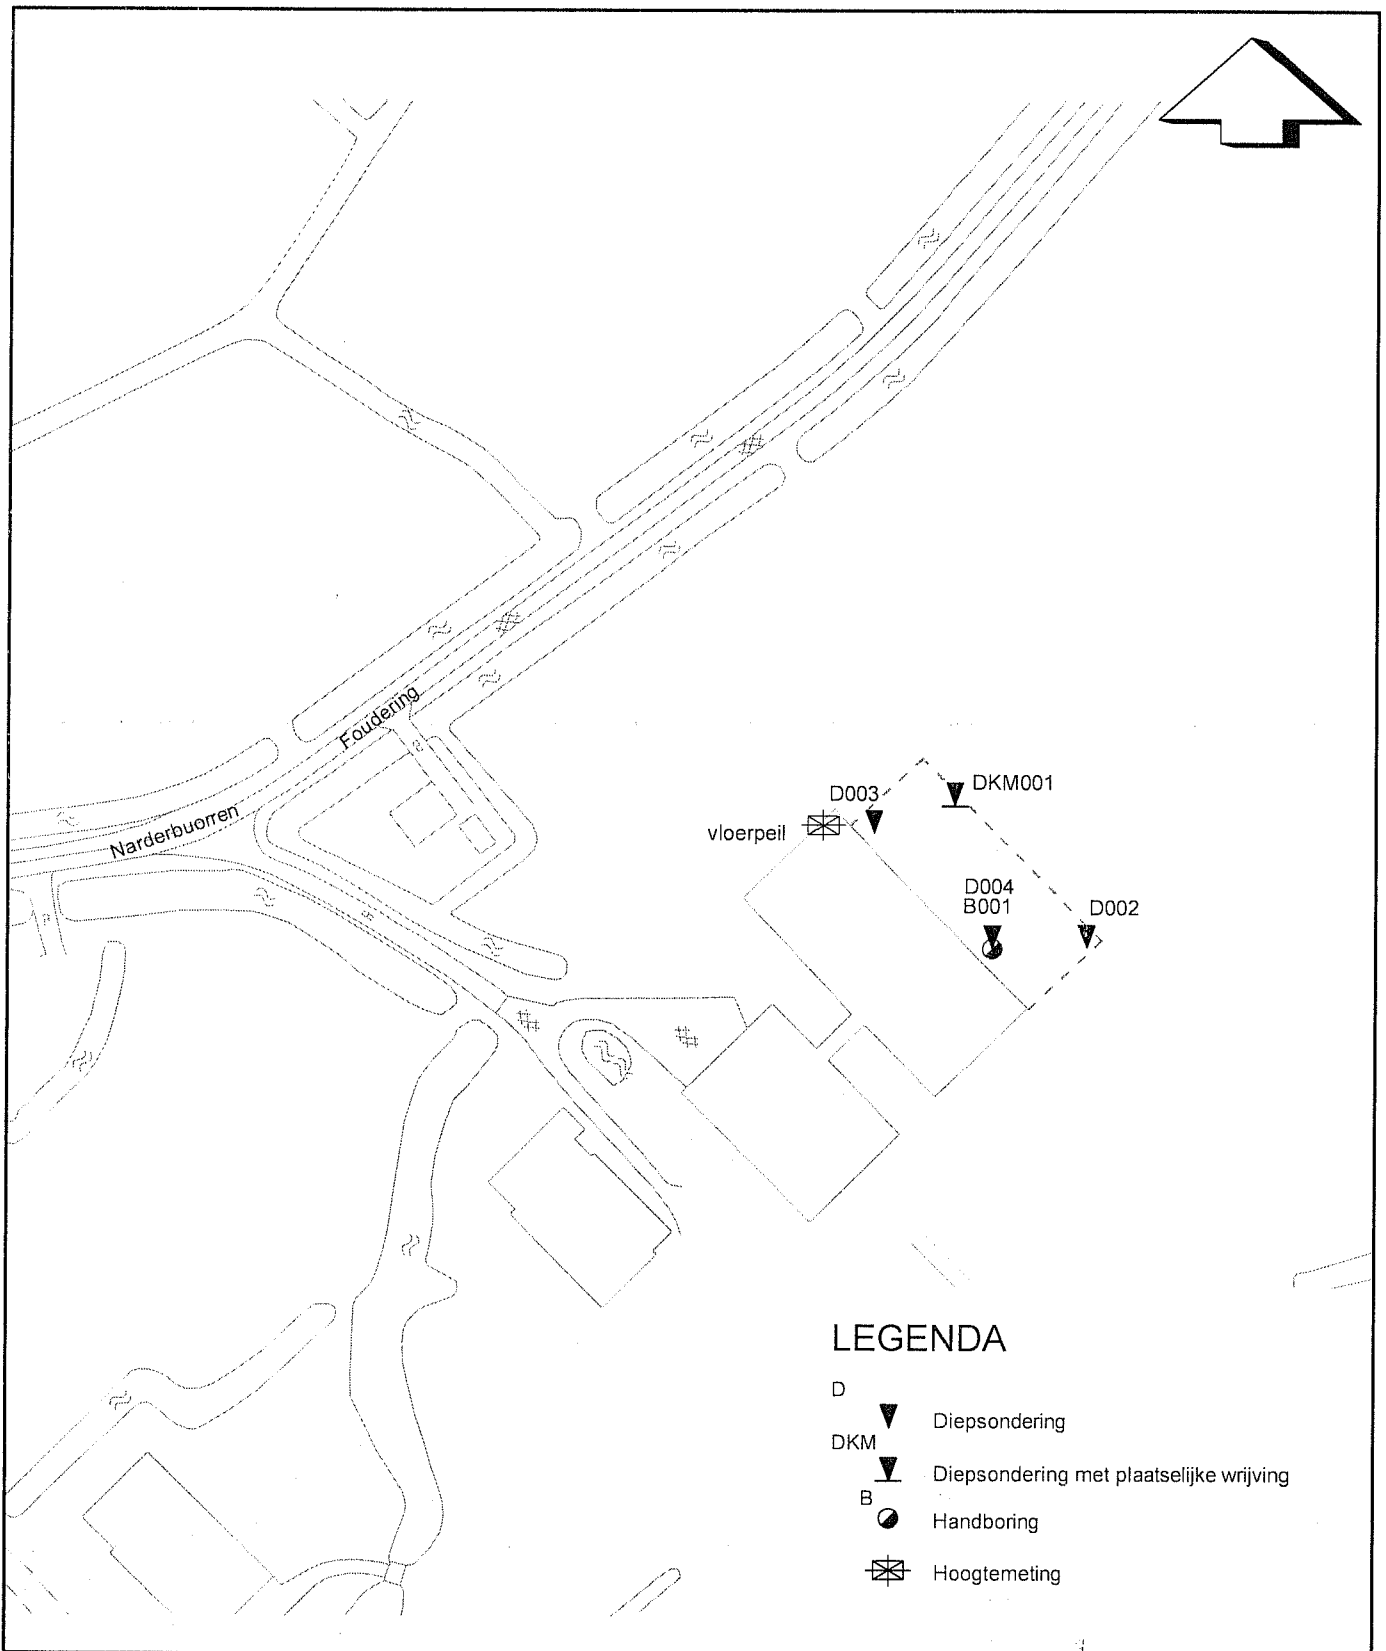 Foudering
Narderbuorren
D003
DKM001
vloerpeil
D004
B001
D002
LEGENDA
D
Diepsondering
DKM
Diepsondering met plaatselijke wrijving
B
Handboring
Hoogtemeting